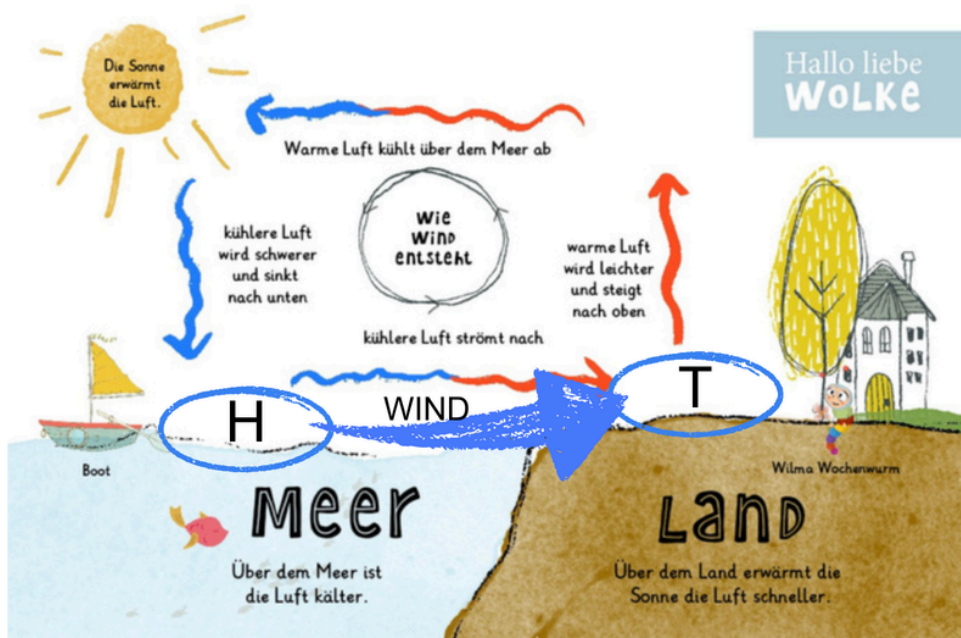 Die Sonne
erwärmt
die Luft.
Hallo liebe
WOLKE
Warme Luft kühlt über dem Meer ab
kühlere Luft
wird schwerer
und sinkt
nach unten
Wie
Wind
entsteht
warme Luft
wird leichter
und steigt
nach oben
kühlere Luft strömt nach
H
WIND
T
Boot
Wilma Wochenwurm
Meer
Über dem Meer ist
die Luft kälter.
Land
Über dem Land erwärmt die
Sonne die Luft schneller.